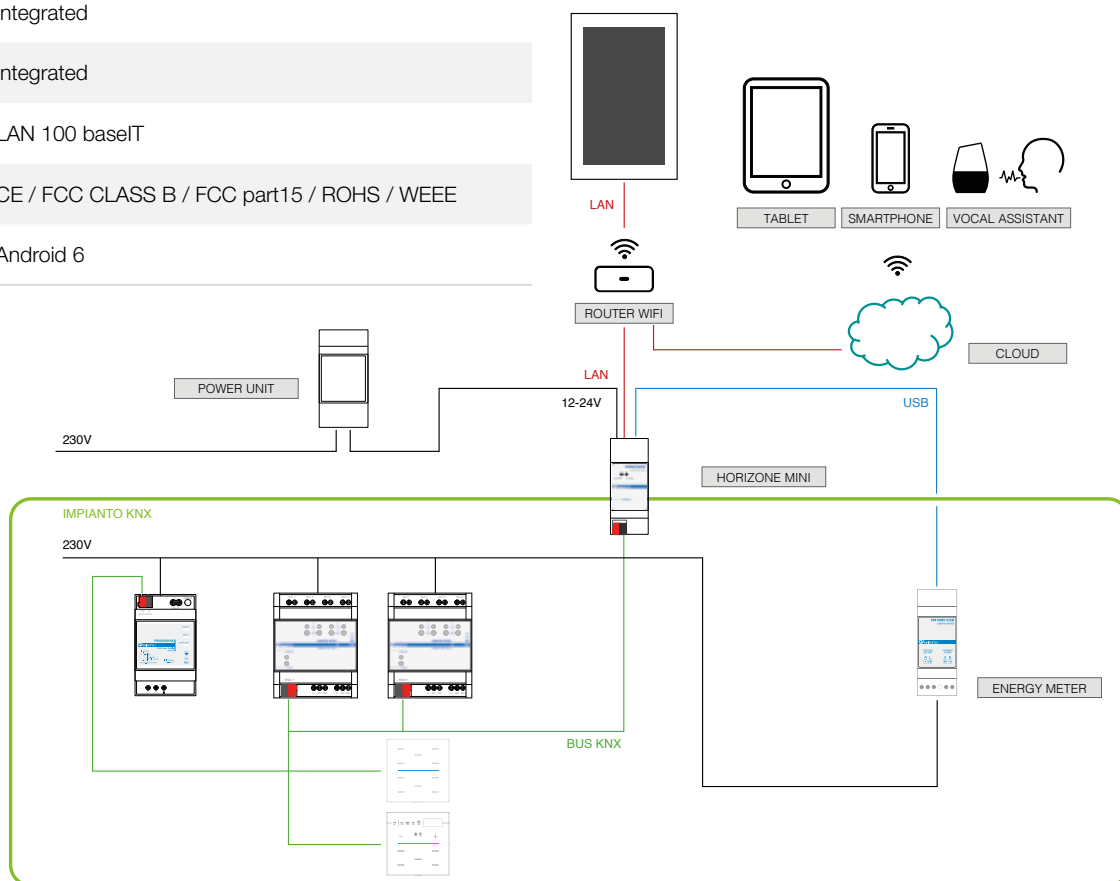 ntegrated
ntegrated
LAN 100 baseIT
CE / FCC CLASS B / FCC part15 / ROHS / WEEE
Android 6
LAN
TABLET
SMARTPHONE
VOCAL ASSISTANT
ROUTER WIFI
CLOUD
LAN
POWER UNIT
12-24V
USB
230V
HORIZONE MINI
IMPIANTO KNX
230V
ENERGY METER
BUS KNX